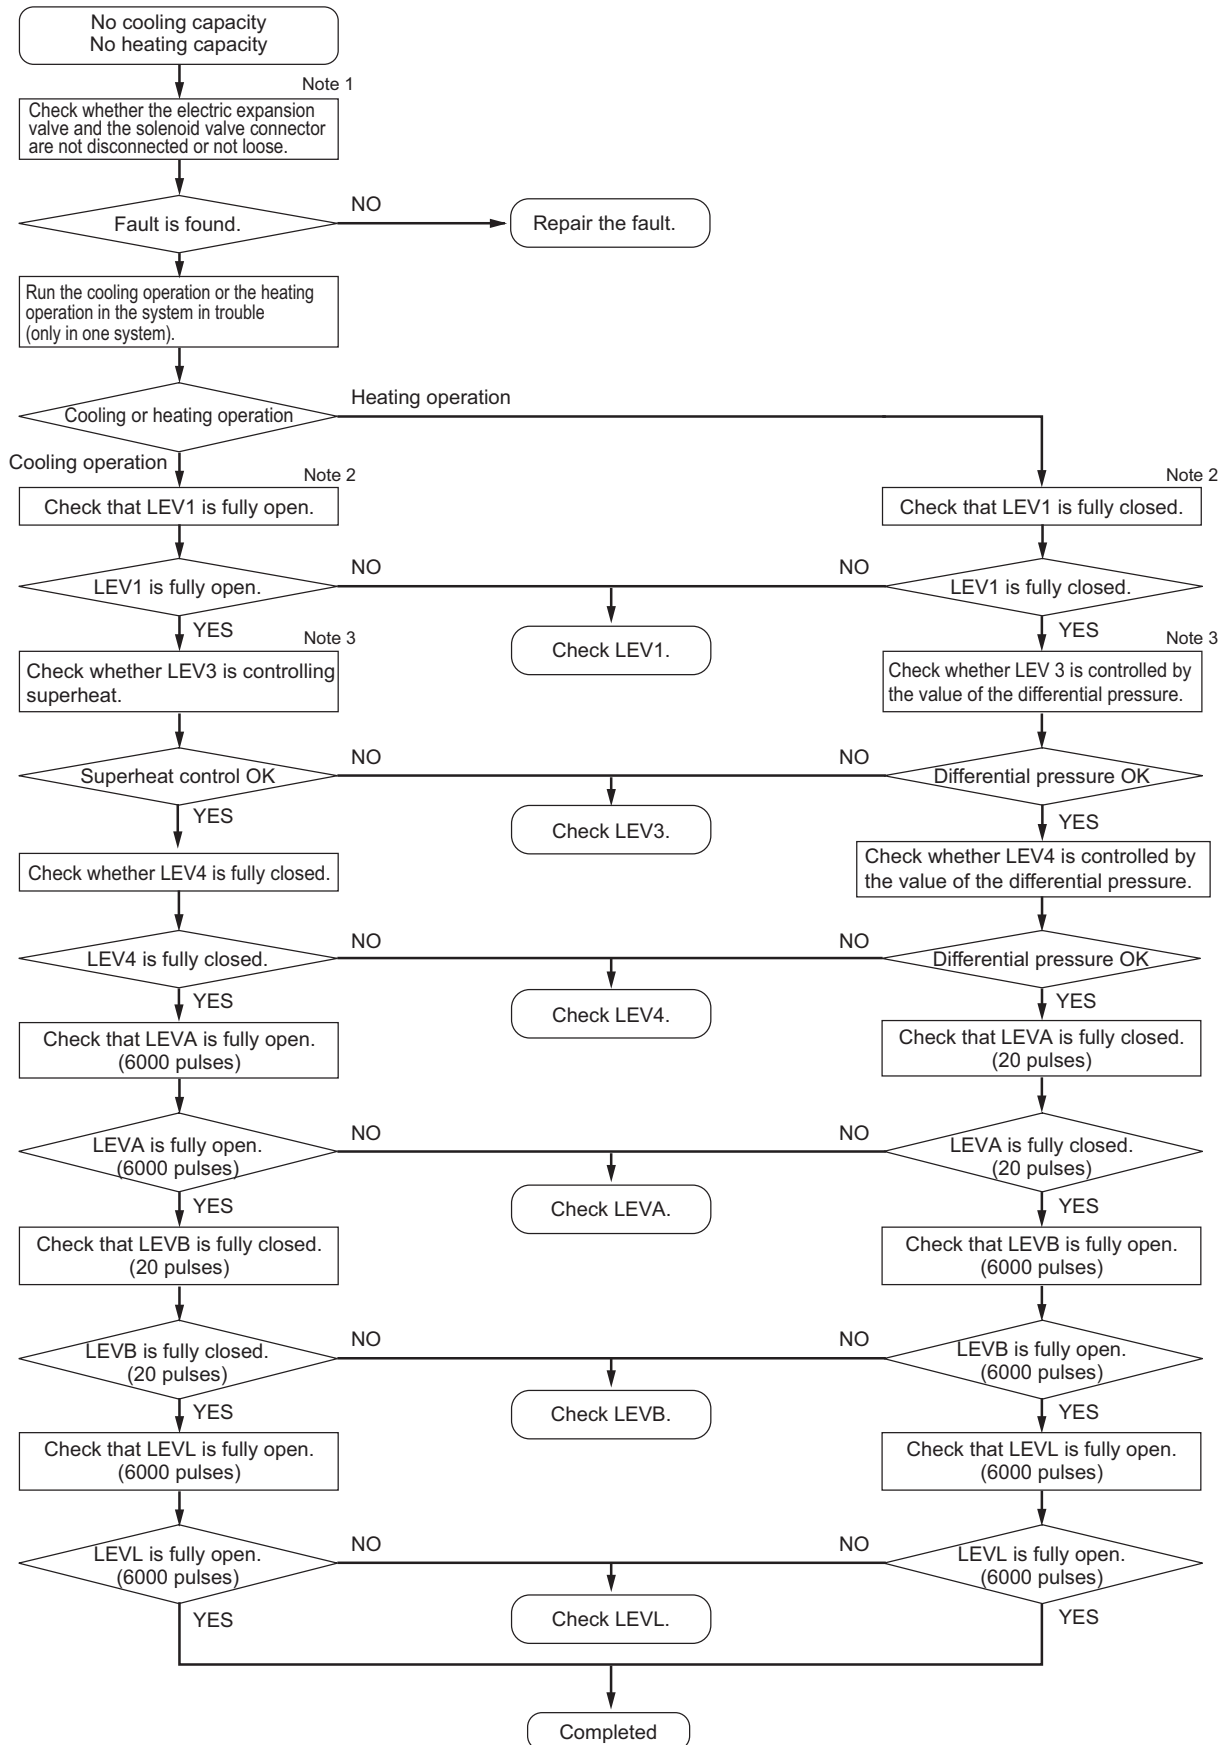 No cooling capacity
No heating capacity
Note 1
Check whether the electric expansion
valve and the solenoid valve connector
are not disconnected or not loose.
Fault is found.
NO
Repair the fault.
Run the cooling operation or the heating
operation in the system in trouble
(only in one system).
Cooling or heating operation
Heating operation
Cooling operation
Note 2
Check that LEV1 is fully open.
Note 2
Check that LEV1 is fully closed.
LEV1 is fully open.
NO
NO
LEV1 is fully closed.
YES
Check LEV1.
YES
Note 3
Check whether LEV3 is controlling
superheat.
Note 3
Check whether LEV 3 is controlled by
the value of the differential pressure.
Superheat control OK
NO
NO
Differential pressure OK
YES
Check LEV3.
YES
Check whether LEV4 is fully closed.
Check whether LEV4 is controlled by
the value of the differential pressure.
LEV4 is fully closed.
NO
NO
Differential pressure OK
YES
Check LEV4.
YES
Check that LEVA is fully open.
(6000 pulses)
Check that LEVA is fully closed.
(20 pulses)
LEVA is fully open.
(6000 pulses)
NO
NO
LEVA is fully closed.
(20 pulses)
YES
Check LEVA.
YES
Check that LEVB is fully closed.
(20 pulses)
Check that LEVB is fully open.
(6000 pulses)
LEVB is fully closed.
(20 pulses)
NO
NO
LEVB is fully open.
(6000 pulses)
YES
Check LEVB.
YES
Check that LEVL is fully open.
(6000 pulses)
Check that LEVL is fully open.
(6000 pulses)
LEVL is fully open.
(6000 pulses)
NO
NO
LEVL is fully open.
(6000 pulses)
YES
Check LEVL.
YES
Completed